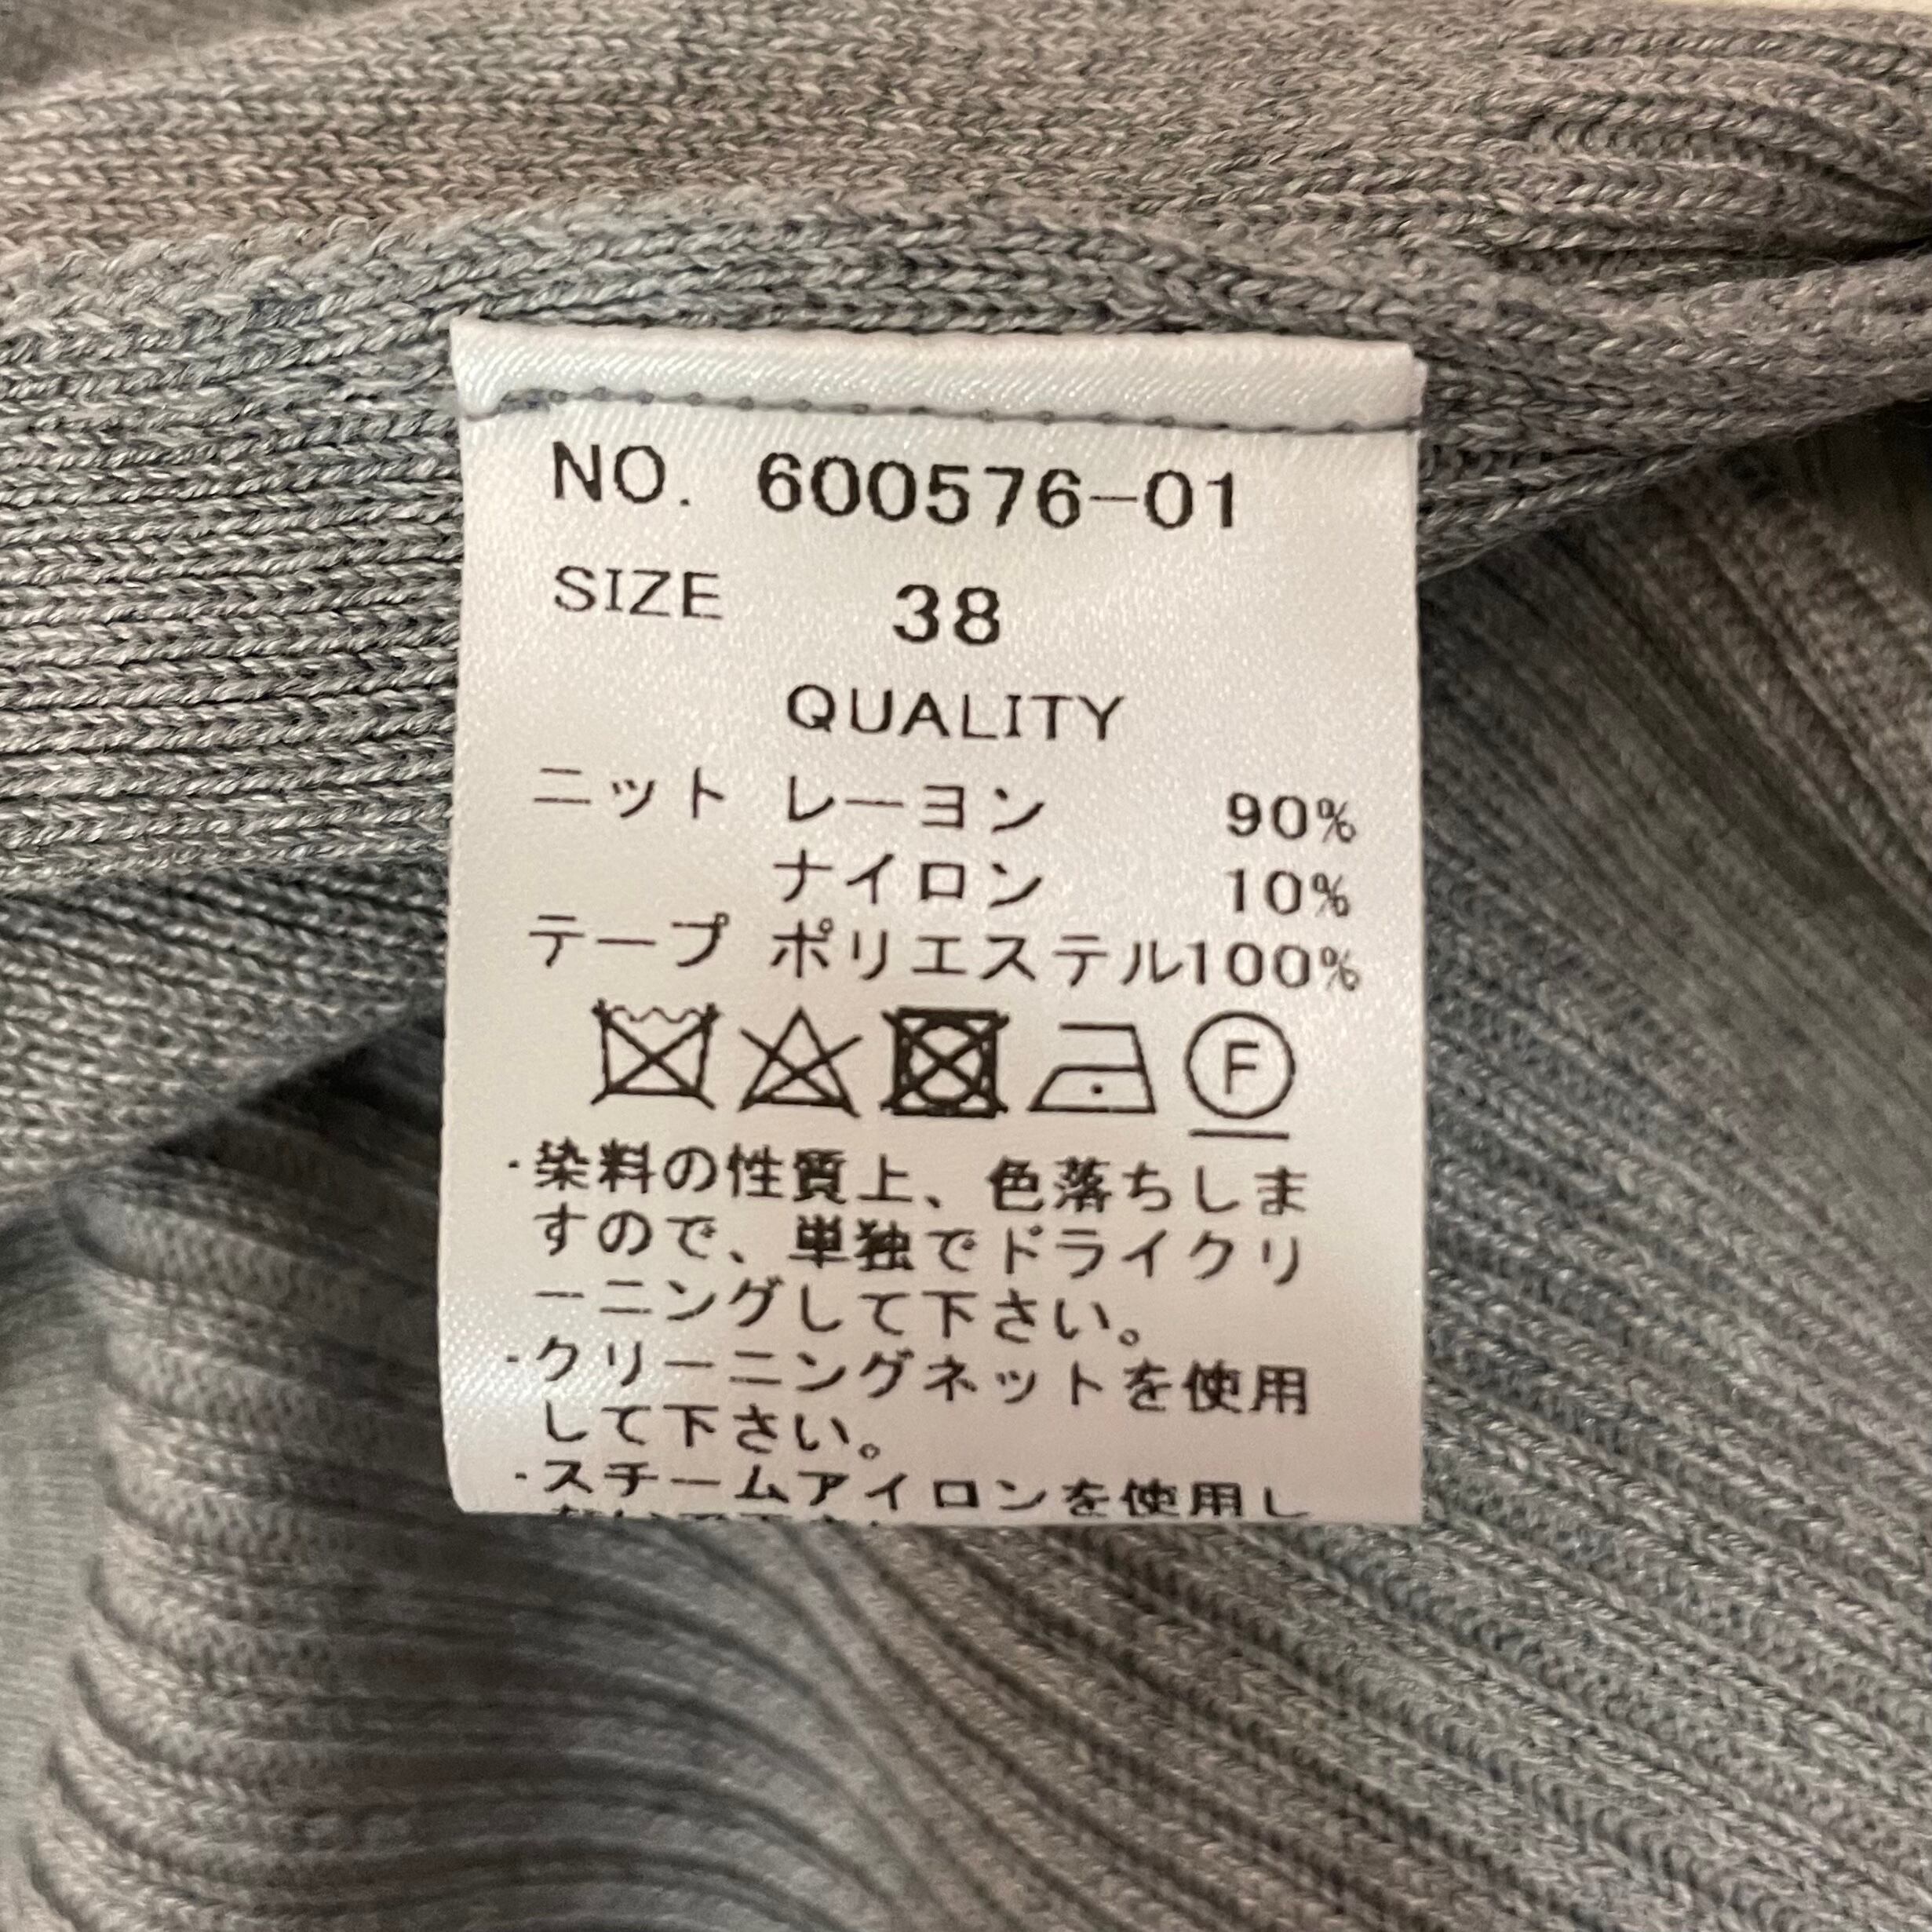 NO. 600576-01
SIZE 38
QUALITY
ニット レーヨン 90%
ナイロン 10%
テープ ポリエステル100%
F
・染料の性質上、色落ちしま
すので、単独でドライクリ
ーニングして下さい。
・クリーニングネットを使用
して下さい。
・スチームアイロンを使用し